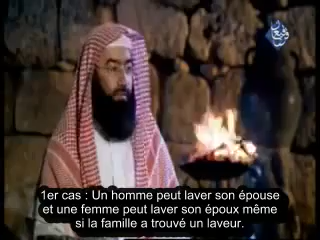 1er cas : Un homme peut laver son épouse
et une femme peut laver son époux même
si la famille a trouvé un laveur.